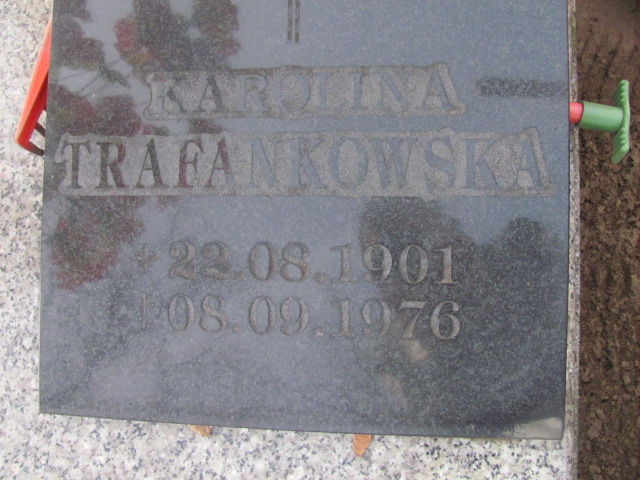 KAROLINA
TRAFANKOWSKA
* 22.08.1901
† 08.09.1976